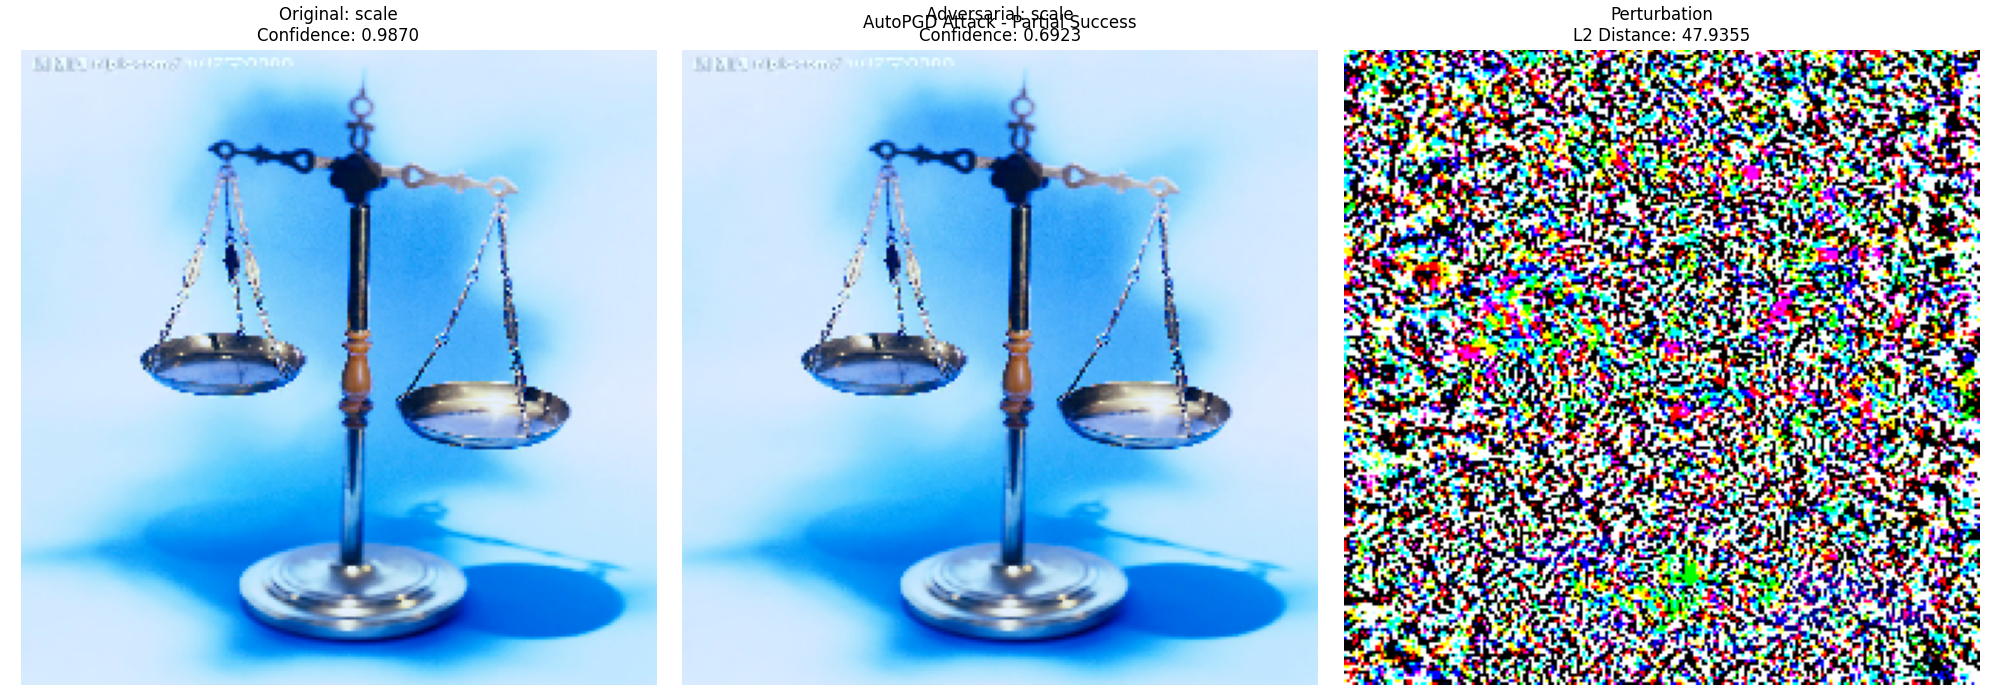 AutoPGD Attack - Partial Success
Original: scale
Confidence: 0.9870
Adversarial: scale
Confidence: 0.6923
Perturbation
L2 Distance: 47.9355